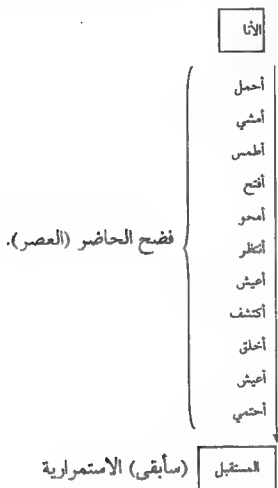 الأنا
أحمل
أمشي
أطمس
أفتح
أمحو
أنتظر
أعيش
أكتشف
أخلق
أعيش
أحتمي
فضح الحاضر (العصر).
المستقبل (سأبقى) الاستمرارية